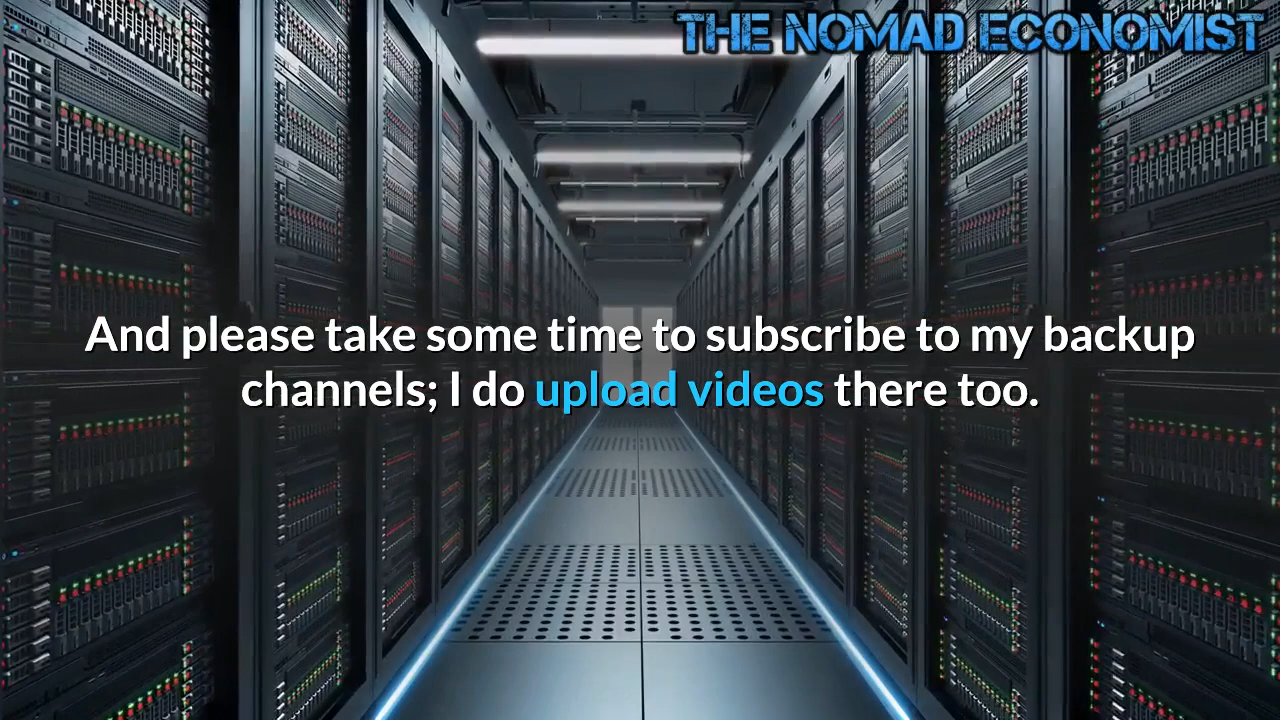 THE NOMAD ECONOMIST
And please take some time to subscribe to my backup
channels; I do upload videos there too.